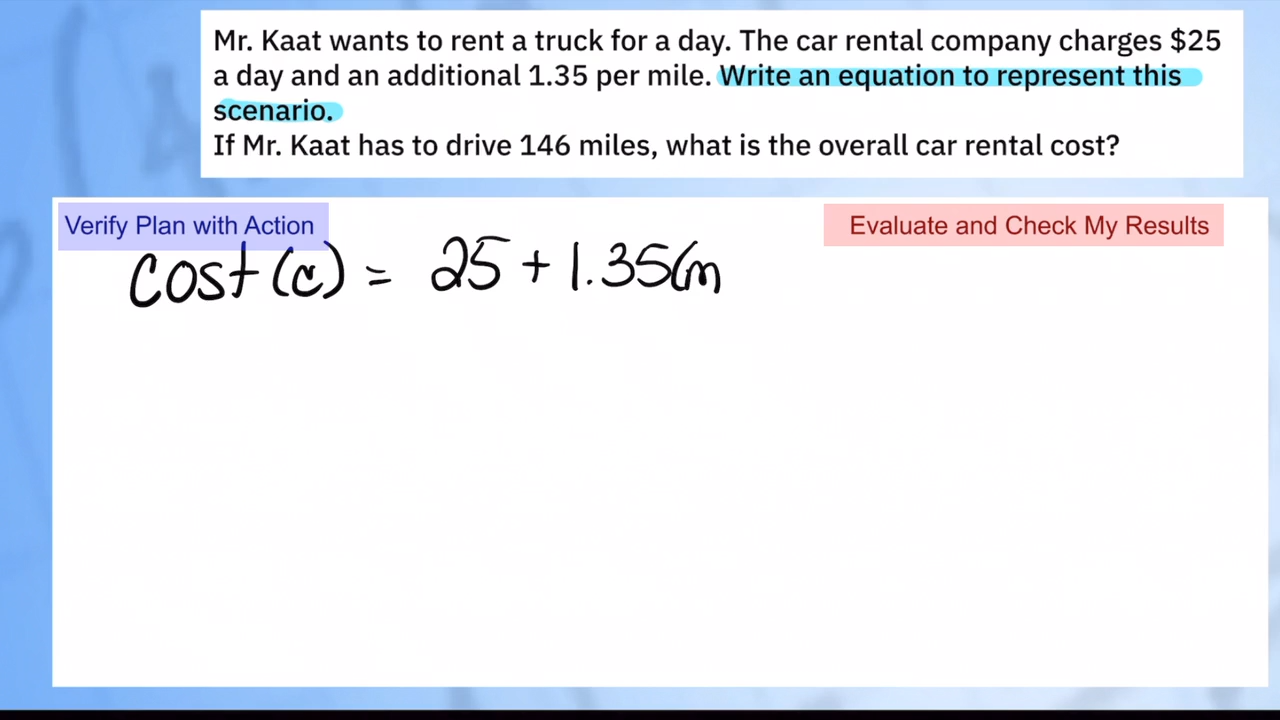 Mr. Kaat wants to rent a truck for a day. The car rental company charges $25
a day and an additional 1.35 per mile. Write an equation to represent this
scenario.
If Mr. Kaat has to drive 146 miles, what is the overall car rental cost?
Verify Plan with Action
Evaluate and Check My Results
cost (c) = 25 + 1.35(m